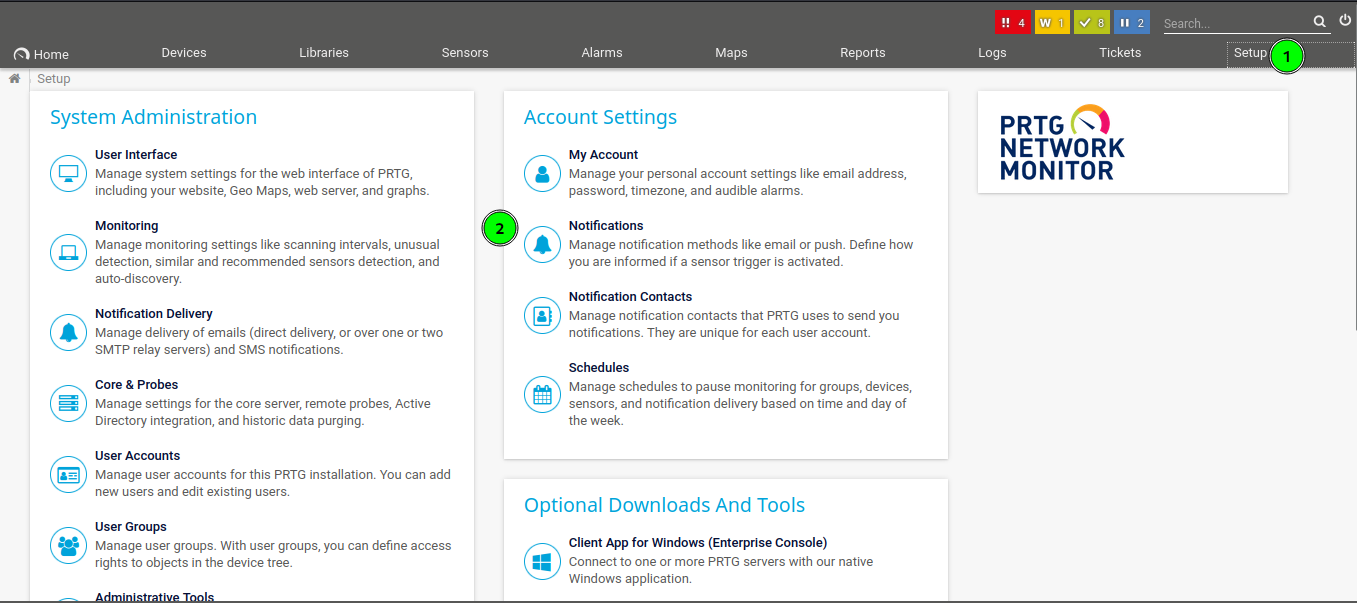 !! 4
W 1
8
2
Search...
Home
Devices
Libraries
Sensors
Alarms
Maps
Reports
Logs
Tickets
Setup
1
Setup
System Administration
User Interface
Manage system settings for the web interface of PRTG,
including your website, Geo Maps, web server, and graphs.
Monitoring
Manage monitoring settings like scanning intervals, unusual
detection, similar and recommended sensors detection, and
auto-discovery.
Notification Delivery
Manage delivery of emails (direct delivery, or over one or two
SMTP relay servers) and SMS notifications.
Core & Probes
Manage settings for the core server, remote probes, Active
Directory integration, and historic data purging.
User Accounts
Manage user accounts for this PRTG installation. You can add
new users and edit existing users.
User Groups
Manage user groups. With user groups, you can define access
rights to objects in the device tree.
Administrative Tools
Account Settings
My Account
Manage your personal account settings like email address,
password, timezone, and audible alarms.
2
Notifications
Manage notification methods like email or push. Define how
you are informed if a sensor trigger is activated.
Notification Contacts
Manage notification contacts that PRTG uses to send you
notifications. They are unique for each user account.
Schedules
Manage schedules to pause monitoring for groups, devices,
sensors, and notification delivery based on time and day of
the week.
Optional Downloads And Tools
Client App for Windows (Enterprise Console)
Connect to one or more PRTG servers with our native
Windows application.
PRTG
NETWORK
MONITOR